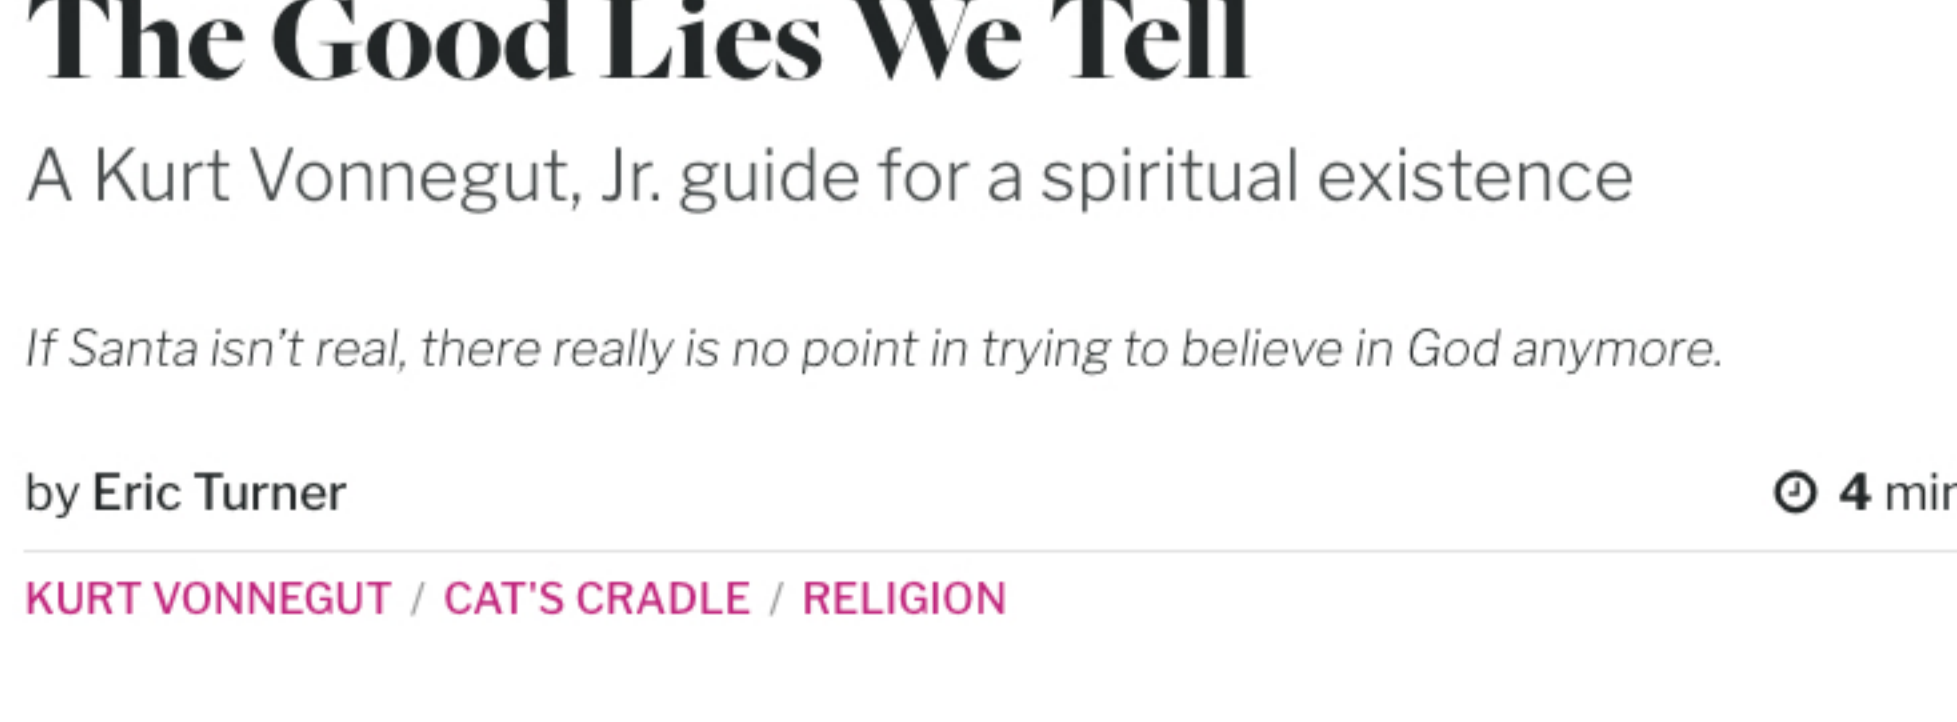 The Good Lies We Tell
A Kurt Vonnegut, Jr. guide for a spiritual existence
If Santa isn’t real, there really is no point in trying to believe in God anymore.
by Eric Turner
4 min
KURT VONNEGUT / CAT'S CRADLE / RELIGION